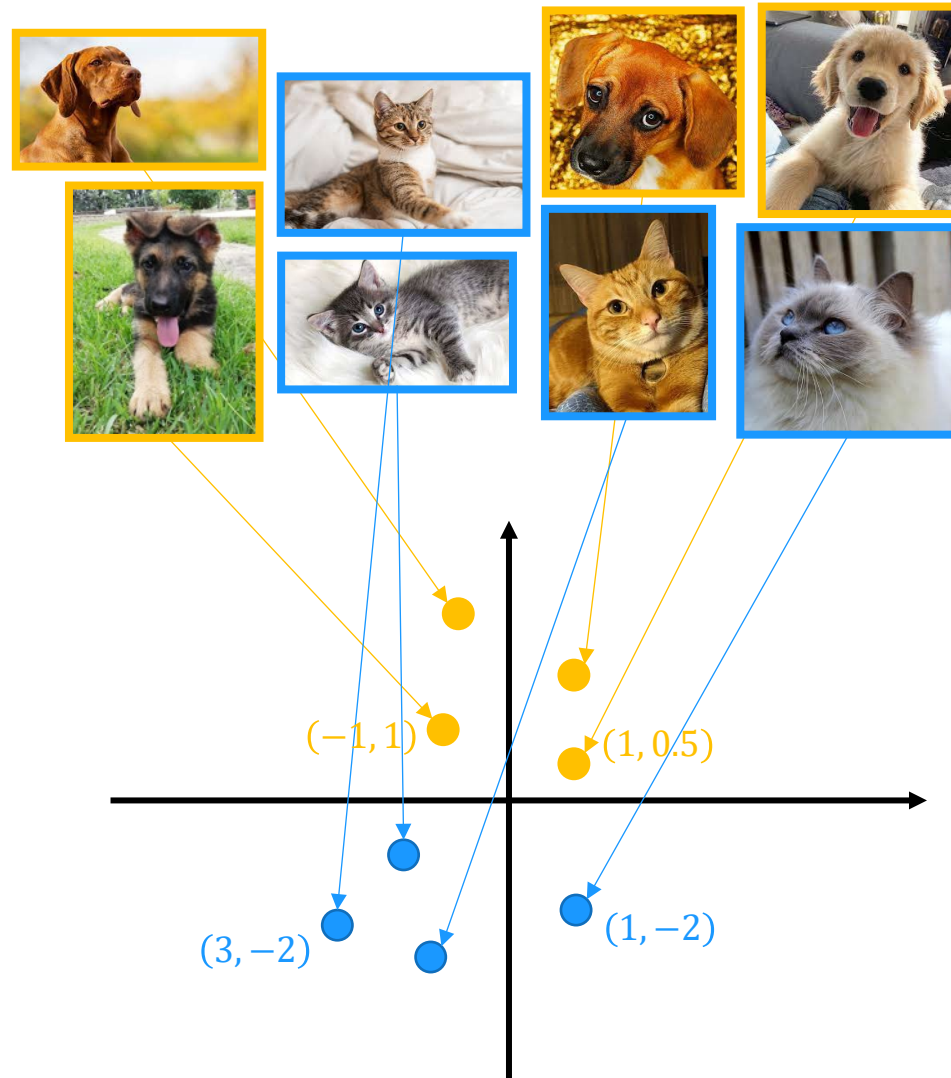 (−1, 1)
(1, 0.5)
(3, −2)
(1, −2)